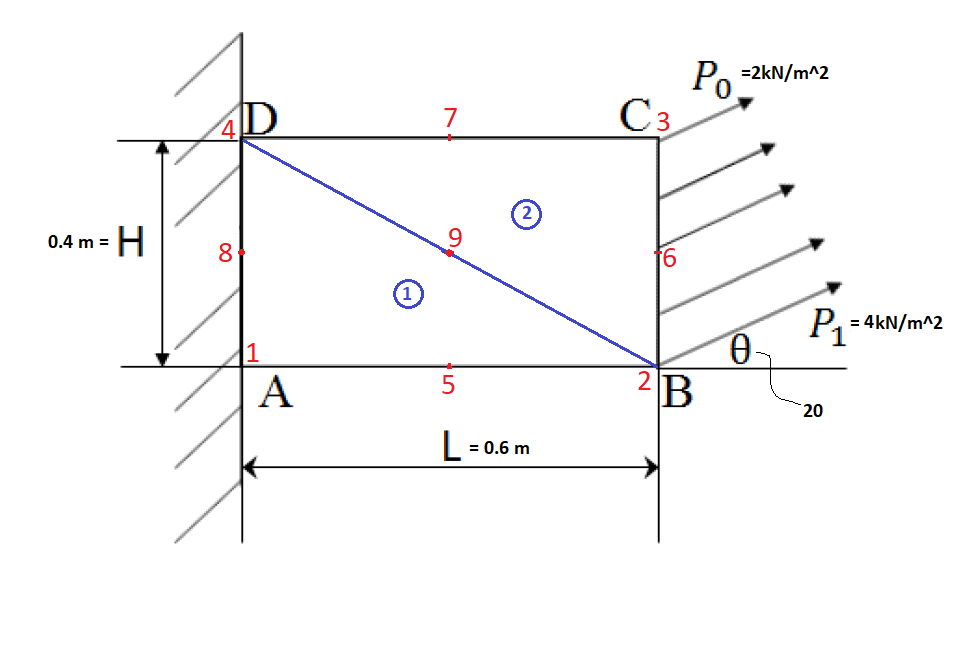 P0 =2kN/m^2
4 D 7 C 3
2
0.4 m = H
8 9 6
1
P1 = 4kN/m^2
θ
1
A 5 2 B
20
L = 0.6 m